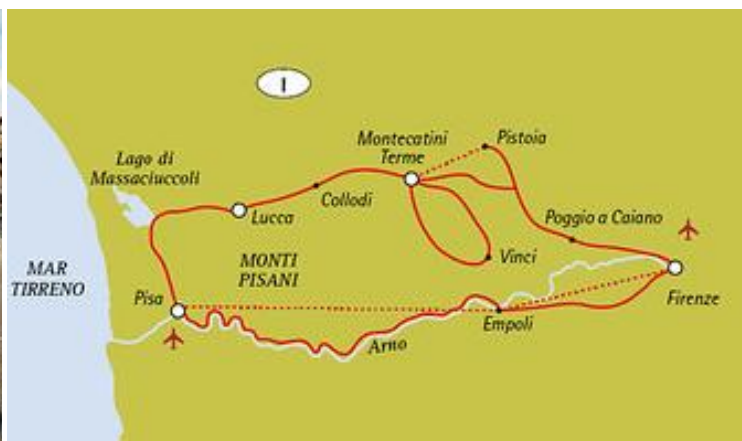 I
Montecatini
Terme
Pistoia
Lago di
Massaciuccoli
Collodi
Lucca
Poggio a Caiano
MONTI
PISANI
Vinci
MAR
TIRRENO
Pisa
Firenze
Empoli
Arno